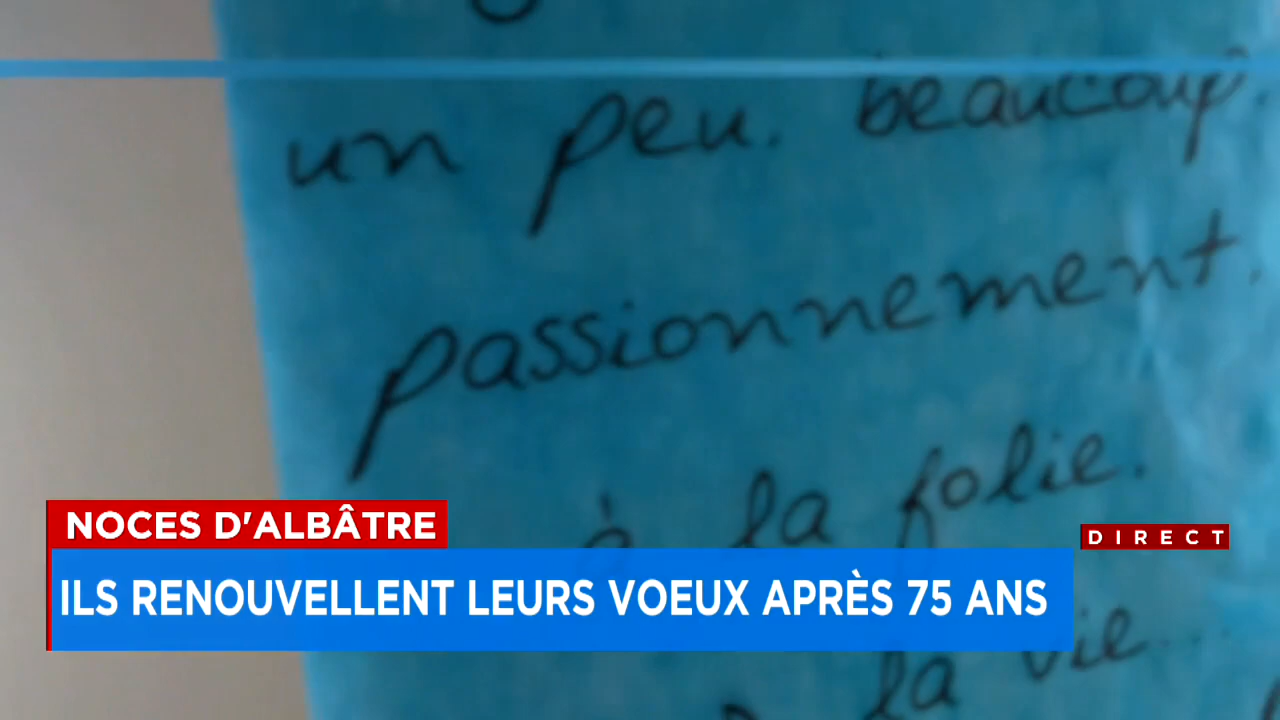 un peu. beaucoup.
passionnement.
à la folie.
la vie...
NOCES D'ALBÂTRE
DIRECT
ILS RENOUVELLENT LEURS VOEUX APRÈS 75 ANS